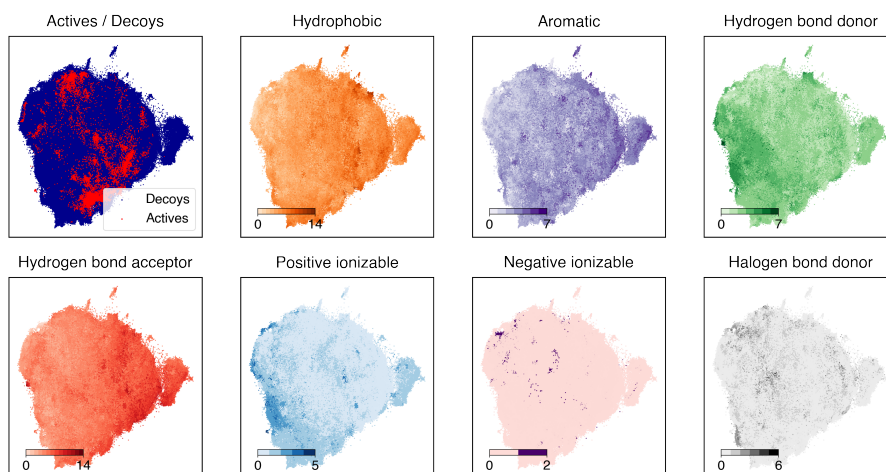 Actives / Decoys
Hydrophobic
Aromatic
Hydrogen bond donor
Decoys
Actives
0 14
0 7
0 7
Hydrogen bond acceptor
Positive ionizable
Negative ionizable
Halogen bond donor
0 14
0 5
0 2
0 6